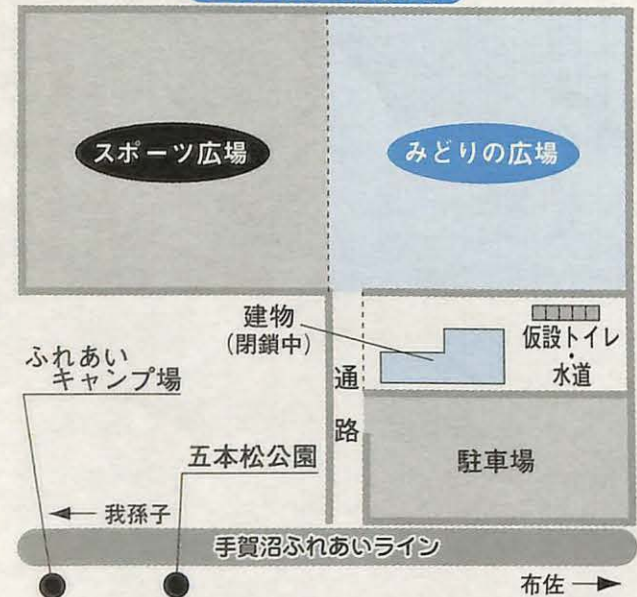 スポーツ広場
みどりの広場
建物
(閉鎖中)
仮設トイレ
・
水道
ふれあい
キャンプ場
通路
五本松公園
駐車場
← 我孫子
手賀沼ふれあいライン
布佐 →